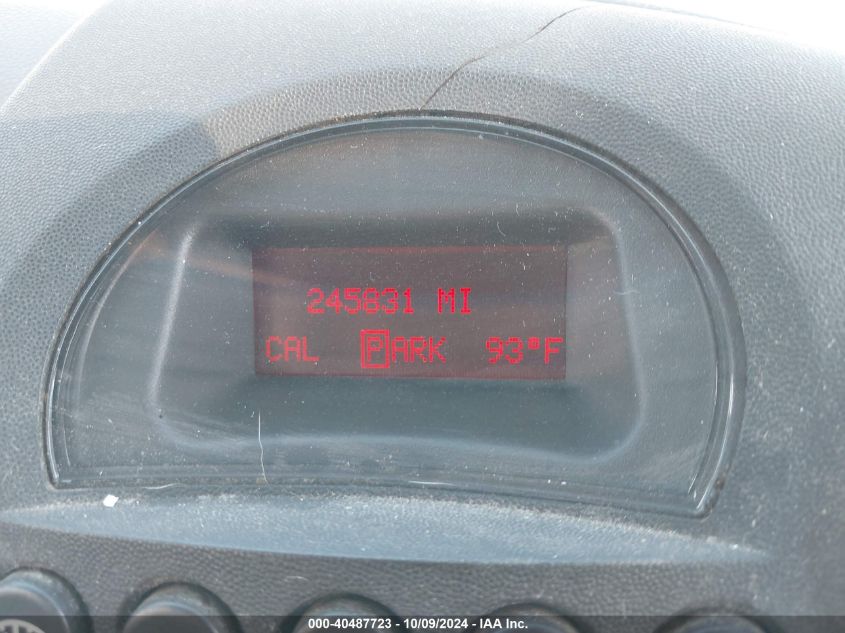 245831 MI
CAL PARK 93°F
000-40487723 - 10/09/2024 - IAA Inc.